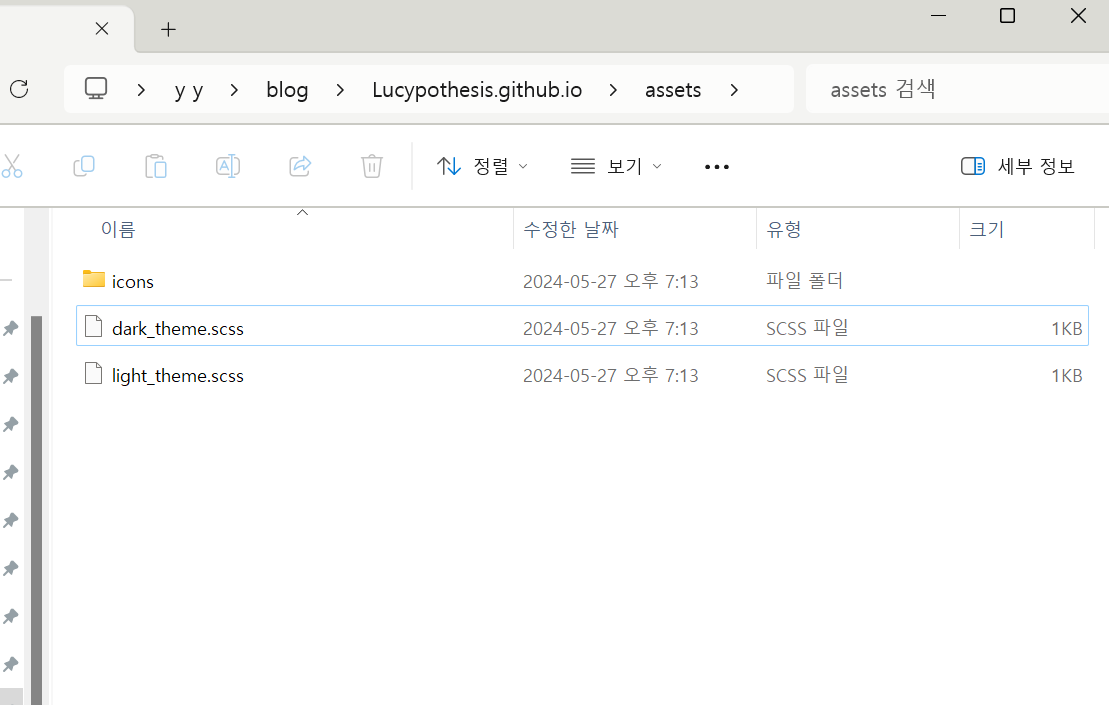 y y blog Lucypothesis.github.io assets assets 검색
정렬 보기 세부 정보
이름 수정한 날짜 유형 크기
icons 2024-05-27 오후 7:13 파일 폴더
dark_theme.scss 2024-05-27 오후 7:13 SCSS 파일 1KB
light_theme.scss 2024-05-27 오후 7:13 SCSS 파일 1KB